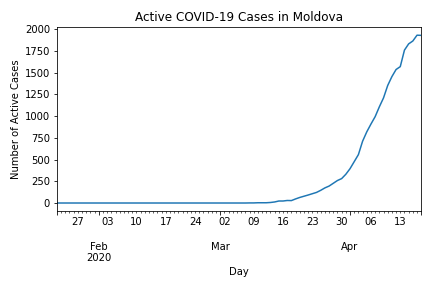 Active COVID-19 Cases in Moldova
2000
1750
1500
1250
1000
750
500
250
0
Number of Active Cases
27 03 10 17 24 02 09 16 23 30 06 13
Feb Mar Apr
2020
Day